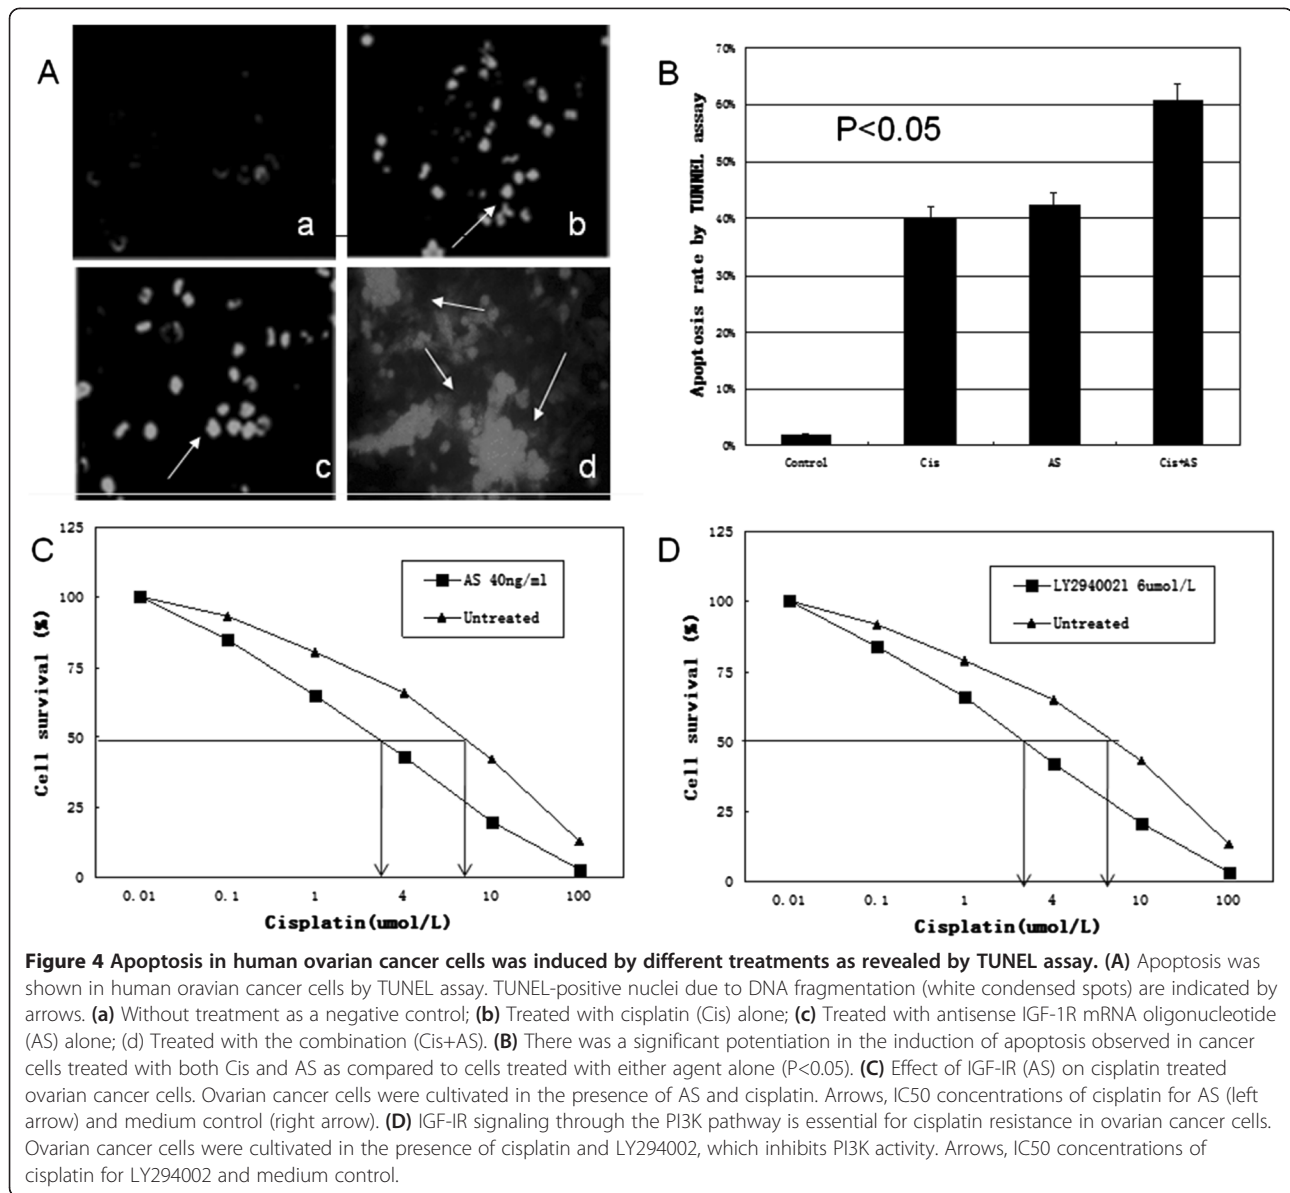 A
a
b
c
d
B
70%
60%
50%
40%
30%
20%
10%
0%
Apoptosis rate by TUNNEL assay
P<0.05
Control Cis AS Cis+AS
C
125
100
75
50
25
0
Cell survival (%)
AS 40ng/ml
Untreated
0.01 0.1 1 4 10 100
Cisplatin(umol/L)
D
125
100
75
50
25
0
Cell survival (%)
LY294002l 6umol/L
Untreated
0.01 0.1 1 4 10 100
Cisplatin(umol/L)
Figure 4 Apoptosis in human ovarian cancer cells was induced by different treatments as revealed by TUNEL assay. (A) Apoptosis was
shown in human oravian cancer cells by TUNEL assay. TUNEL-positive nuclei due to DNA fragmentation (white condensed spots) are indicated by
arrows. (a) Without treatment as a negative control; (b) Treated with cisplatin (Cis) alone; (c) Treated with antisense IGF-1R mRNA oligonucleotide
(AS) alone; (d) Treated with the combination (Cis+AS). (B) There was a significant potentiation in the induction of apoptosis observed in cancer
cells treated with both Cis and AS as compared to cells treated with either agent alone (P<0.05). (C) Effect of IGF-IR (AS) on cisplatin treated
ovarian cancer cells. Ovarian cancer cells were cultivated in the presence of AS and cisplatin. Arrows, IC50 concentrations of cisplatin for AS (left
arrow) and medium control (right arrow). (D) IGF-IR signaling through the PI3K pathway is essential for cisplatin resistance in ovarian cancer cells.
Ovarian cancer cells were cultivated in the presence of cisplatin and LY294002, which inhibits PI3K activity. Arrows, IC50 concentrations of
cisplatin for LY294002 and medium control.